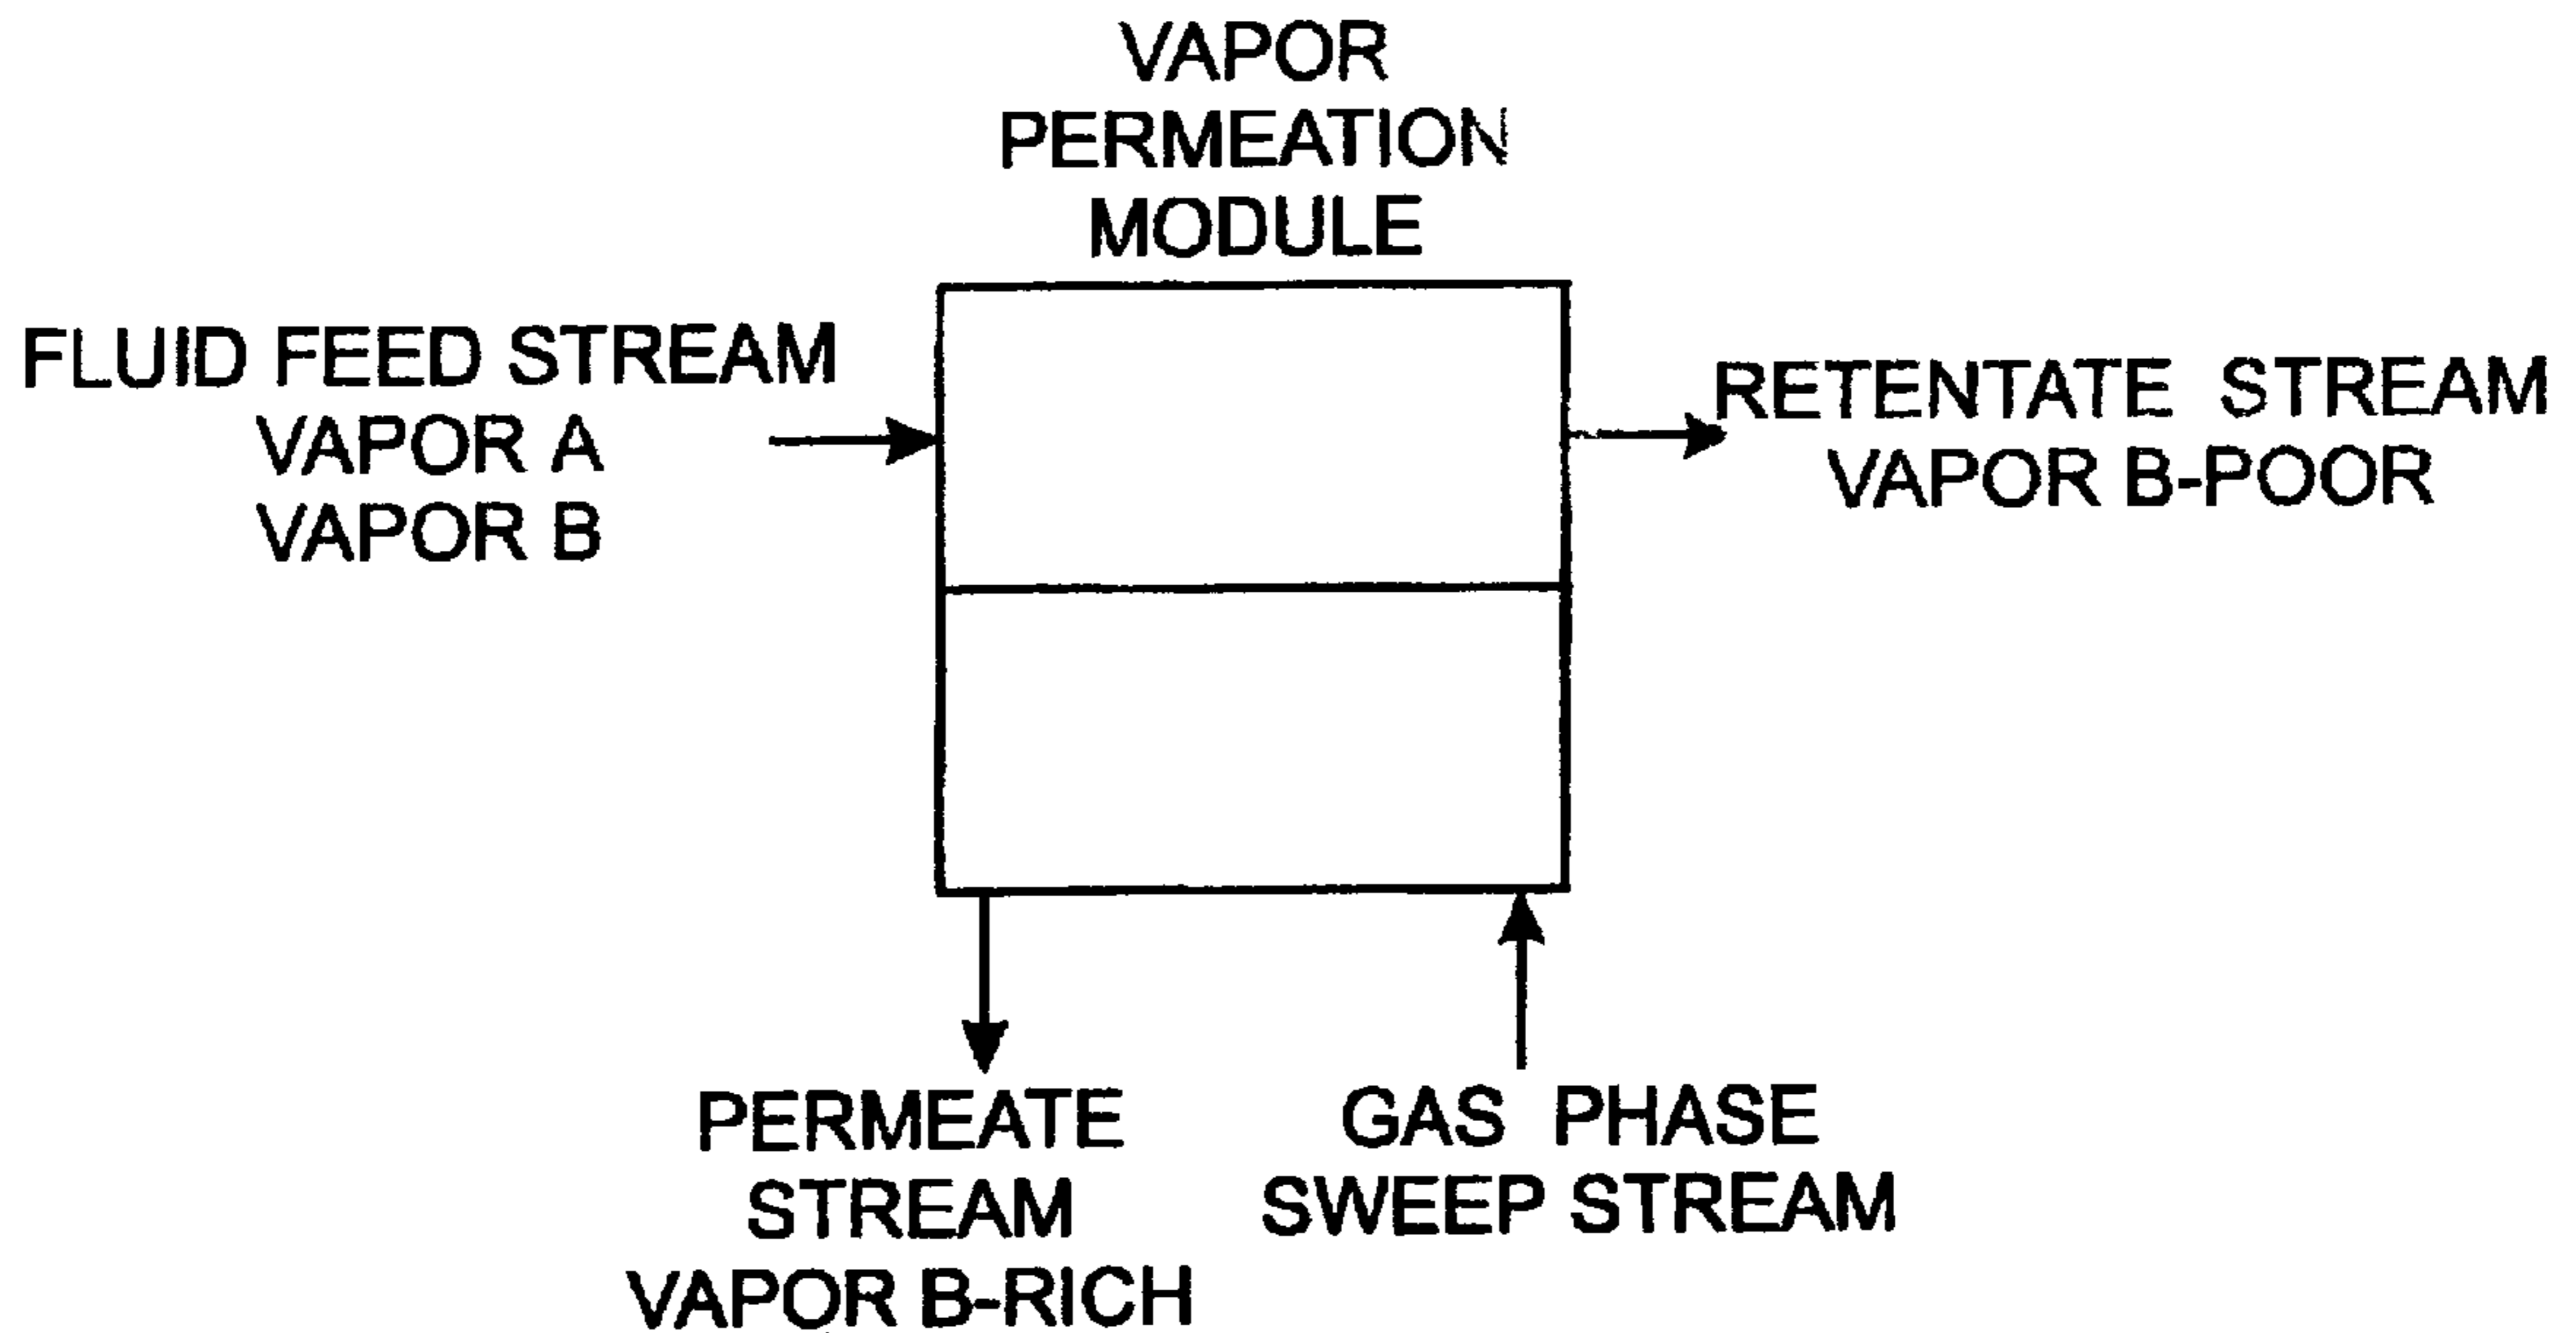 VAPOR
PERMEATION
MODULE
FLUID FEED STREAM
VAPOR A
VAPOR B
RETENTATE STREAM
VAPOR B-POOR
PERMEATE
STREAM
VAPOR B-RICH
GAS PHASE
SWEEP STREAM